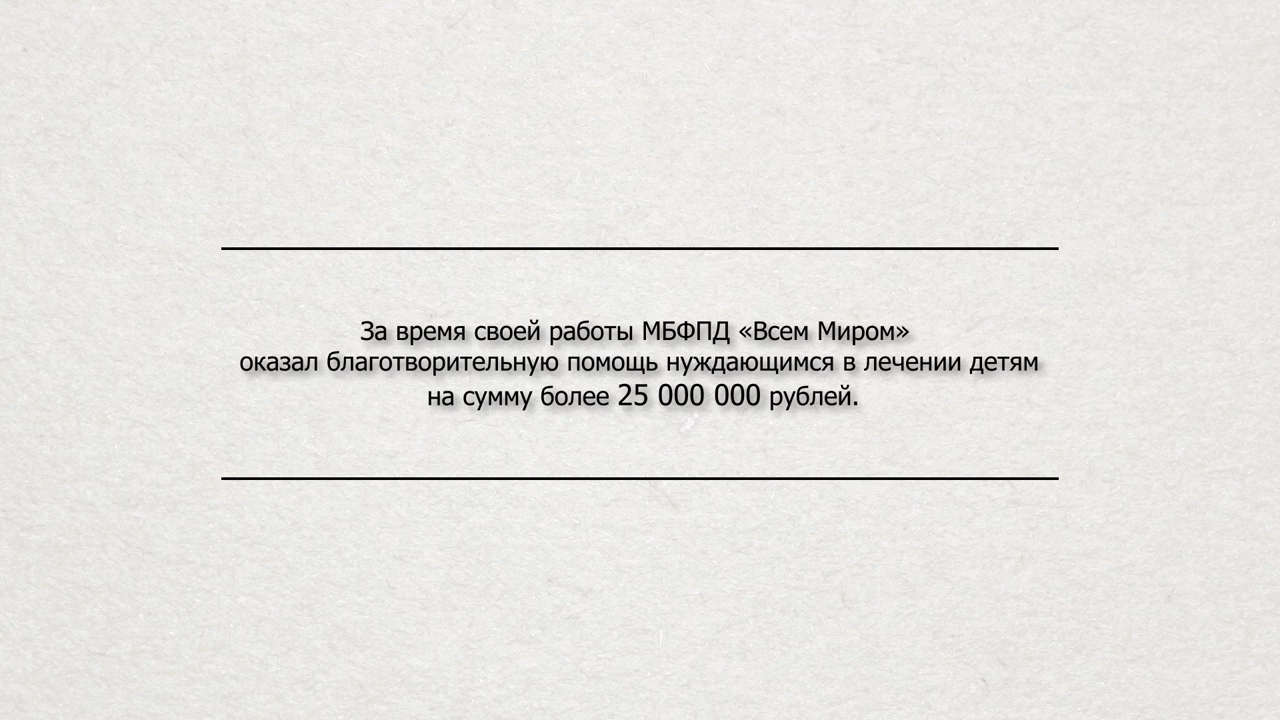 За время своей работы МБФПД «Всем Миром»
оказал благотворительную помощь нуждающимся в лечении детям
на сумму более 25 000 000 рублей.